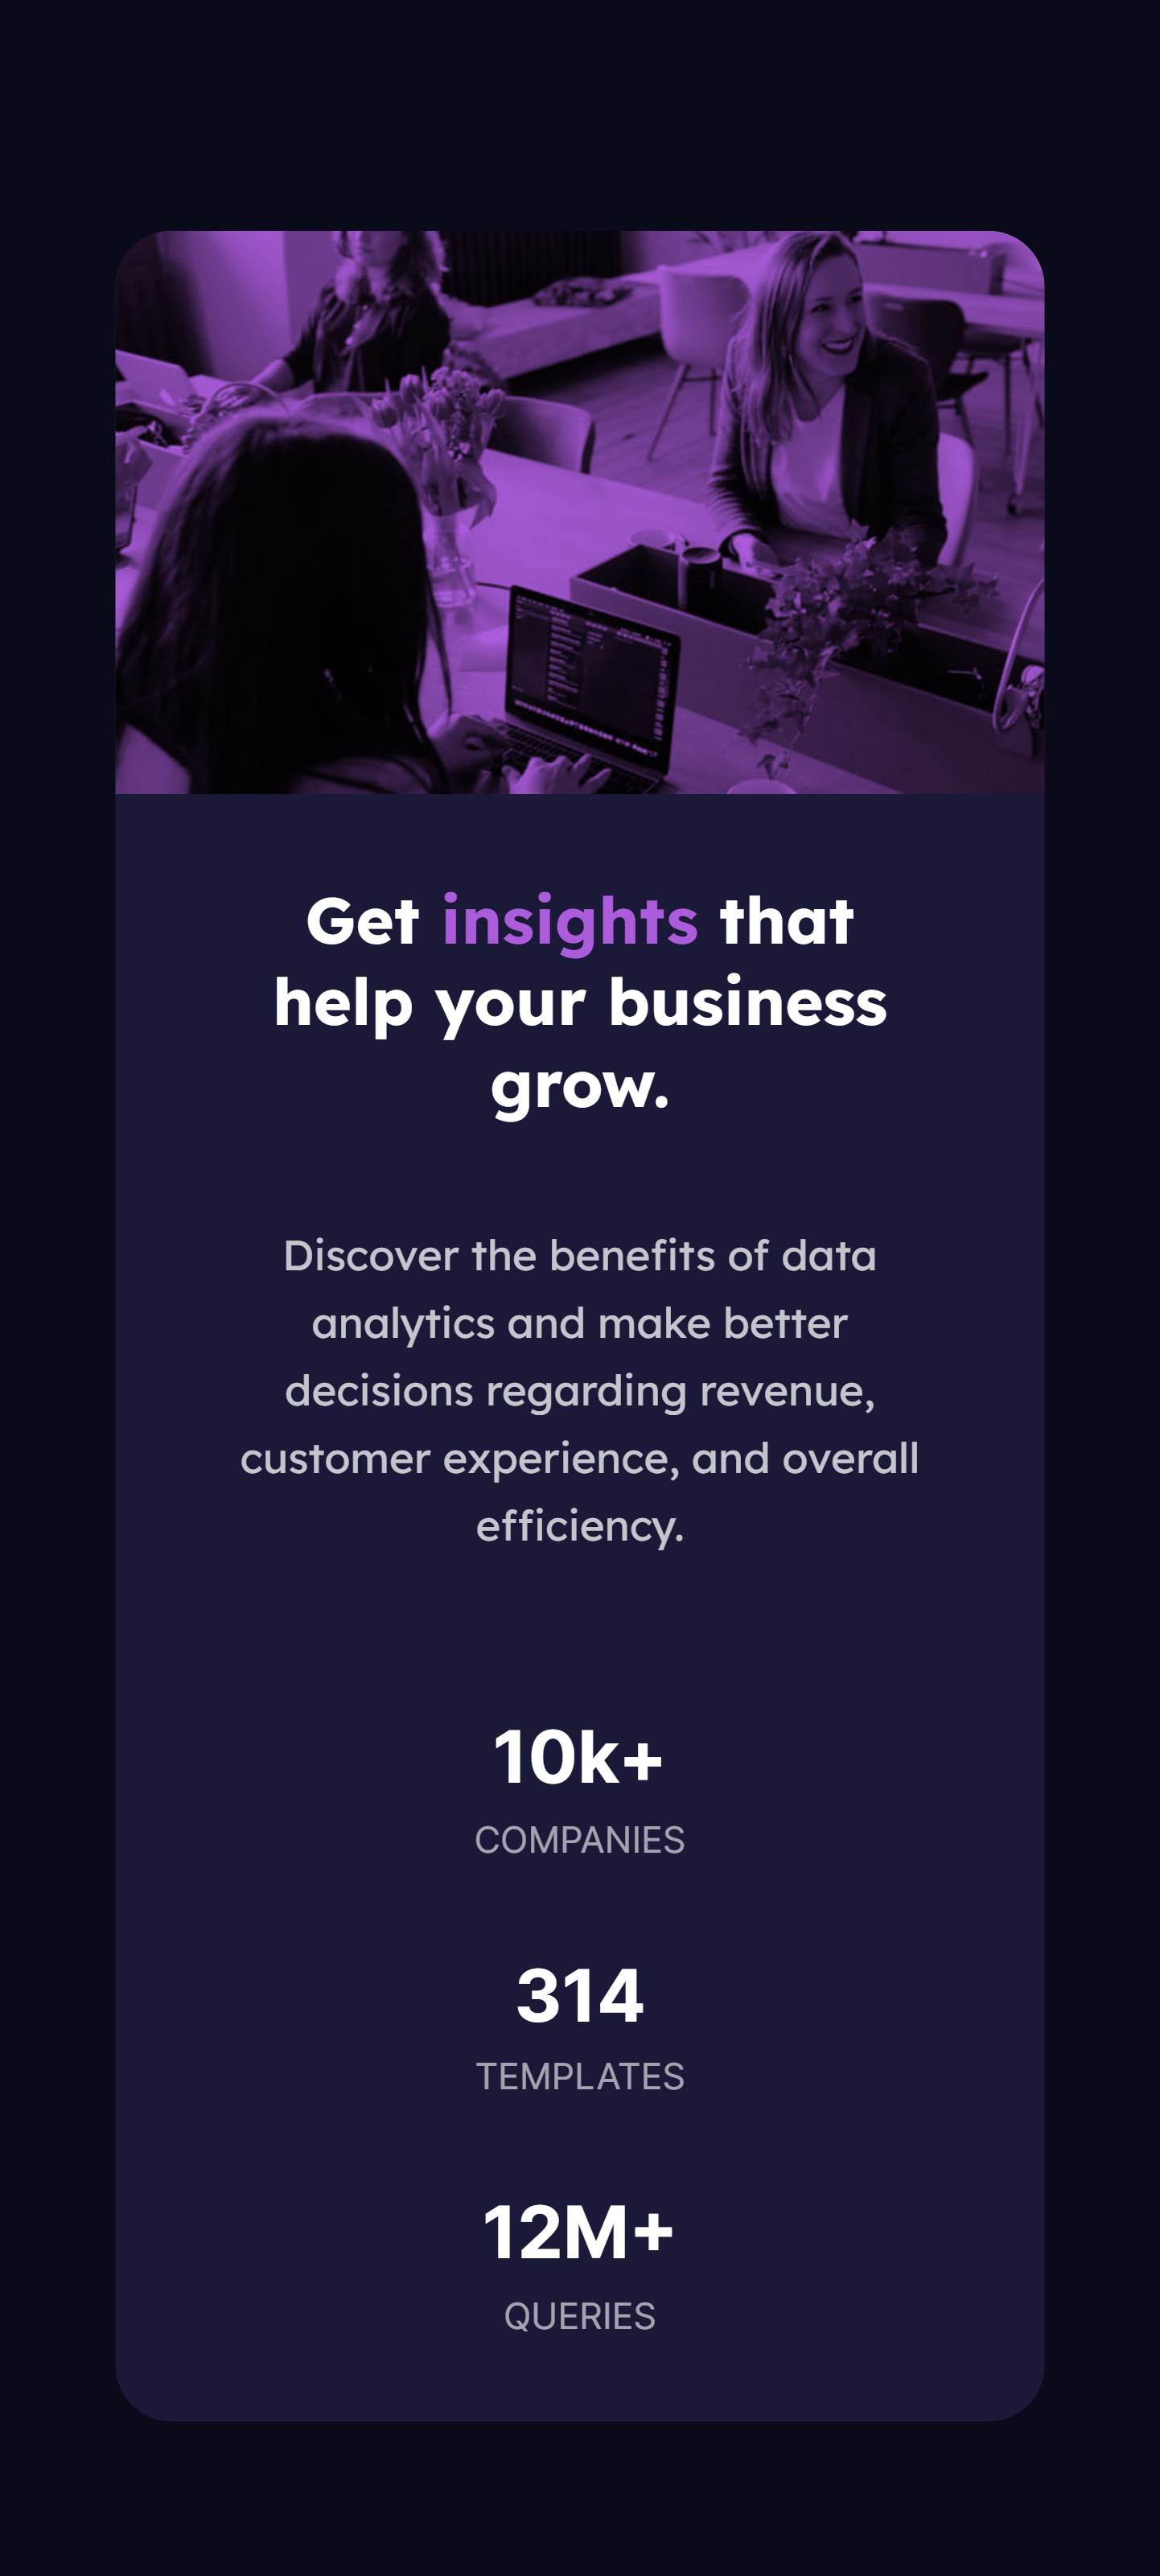 Get insights that
help your business
grow.
Discover the benefits of data
analytics and make better
decisions regarding revenue,
customer experience, and overall
efficiency.
10k+
COMPANIES
314
TEMPLATES
12M+
QUERIES